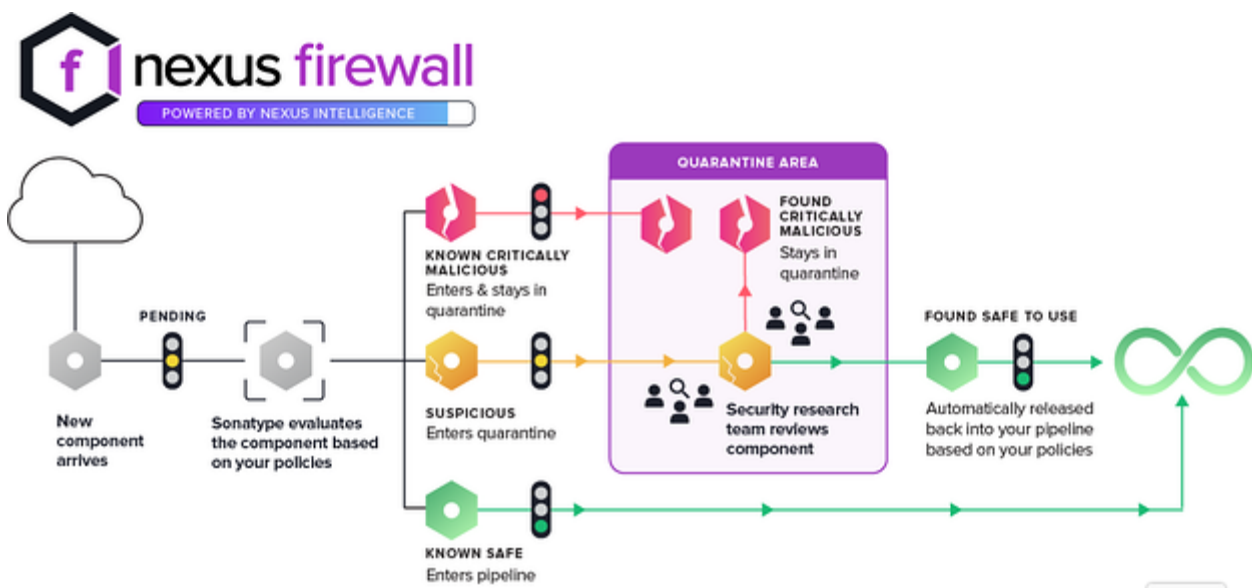 f nexus firewall
POWERED BY NEXUS INTELLIGENCE
QUARANTINE AREA
FOUND
CRITICALLY
MALICIOUS
Stays in
quarantine
KNOWN CRITICALLY
MALICIOUS
Enters & stays in
quarantine
PENDING
FOUND SAFE TO USE
New
component
arrives
Sonatype evaluates
the component based
on your policies
SUSPICIOUS
Enters quarantine
Security research
team reviews
component
Automatically released
back into your pipeline
based on your policies
KNOWN SAFE
Enters pipeline